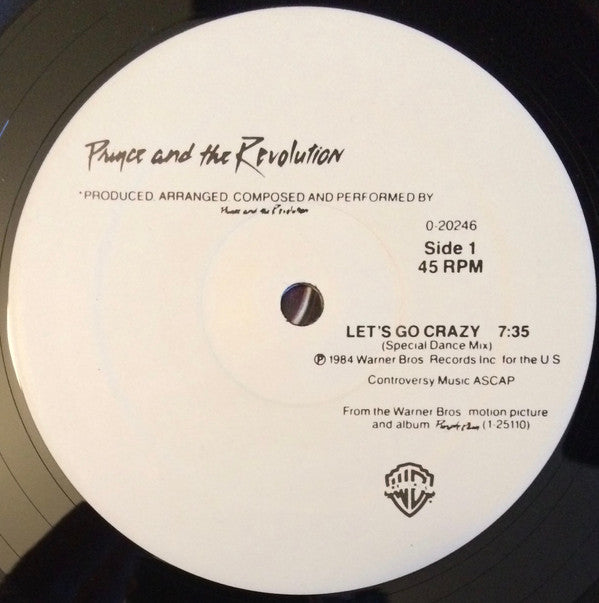 Prince and the Revolution
*PRODUCED, ARRANGED, COMPOSED AND PERFORMED BY
Prince and the Revolution
0-20246
Side 1
45 RPM
LET'S GO CRAZY 7:35
(Special Dance Mix)
℗ 1984 Warner Bros. Records Inc. for the U.S.
Controversy Music ASCAP
From the Warner Bros. motion picture
and album Purple Rain (1-25110)
WB